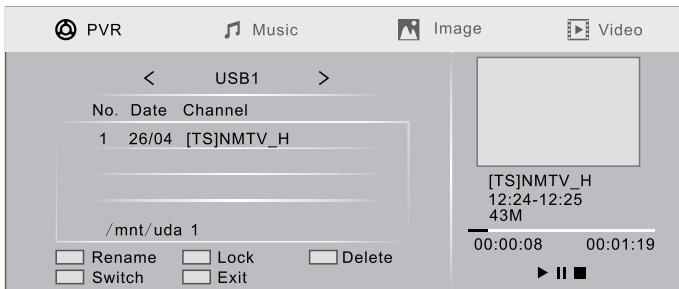 PVR Music Image Video
< USB1 >
No. Date Channel
1 26/04 [TS]NMTV_H
/mnt/uda 1
Rename Lock Delete
Switch Exit
[TS]NMTV_H
12:24-12:25
43M
00:00:08 00:01:19